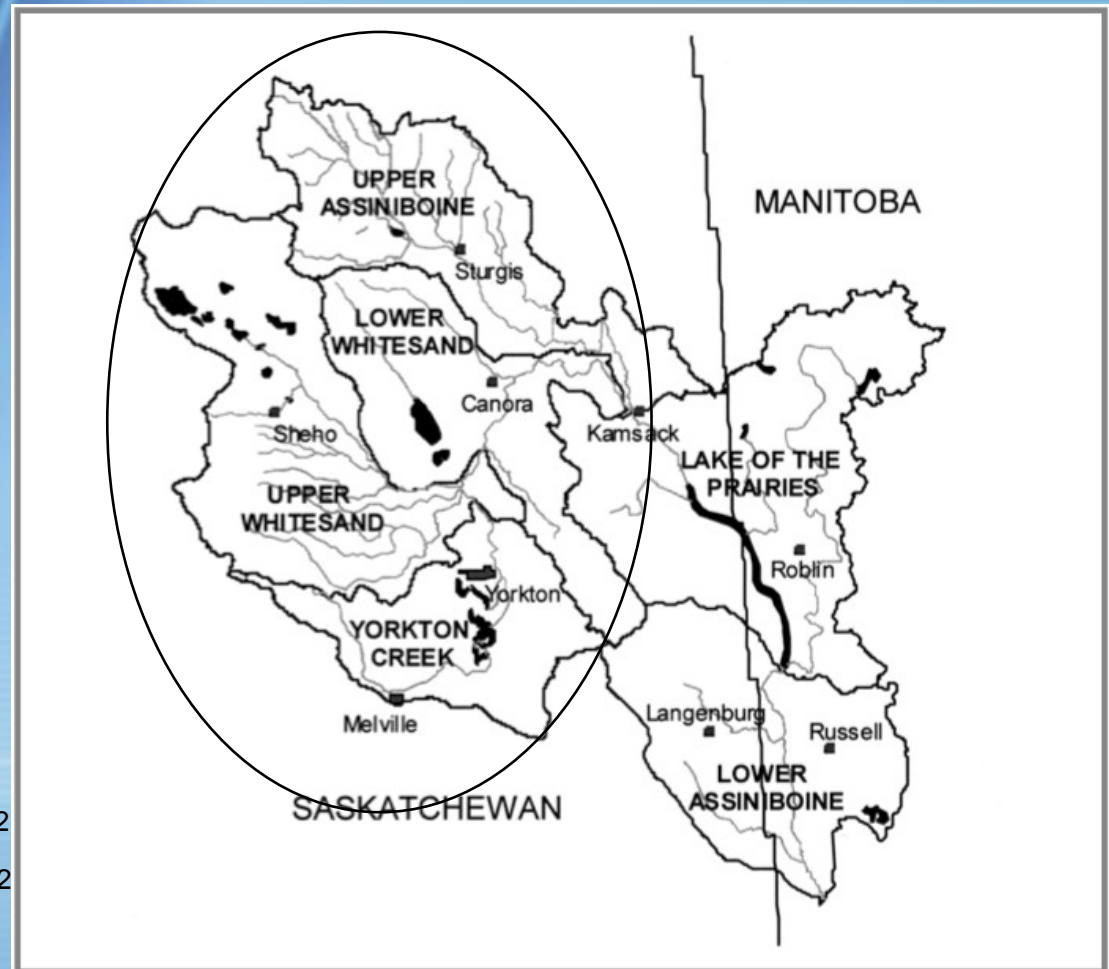 UPPER
ASSINIBOINE
MANITOBA
Sturgis
LOWER
WHITESAND
Canora
Sheho
Kamsack
LAKE OF THE
PRAIRIES
UPPER
WHITESAND
Roblin
Yorkton
YORKTON
CREEK
Melville
Langenburg
Russell
LOWER
ASSINIBOINE
SASKATCHEWAN
2
2